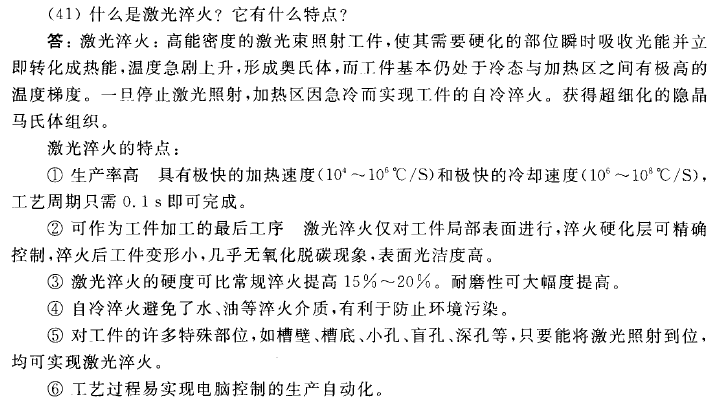 （41）什么是激光淬火？它有什么特点？
答：激光淬火：高能密度的激光束照射工件，使其需要硬化的部位瞬时吸收光能并立
即转化成热能，温度急剧上升，形成奥氏体，而工件基本仍处于冷态与加热区之间有极高的
温度梯度。一旦停止激光照射，加热区因急冷而实现工件的自冷淬火。获得超细化的隐晶
马氏体组织。
激光淬火的特点：
① 生产率高　具有极快的加热速度（10⁴～10⁶℃/S）和极快的冷却速度（10⁶～10⁸℃/S），
工艺周期只需 0.1 s 即可完成。
② 可作为工件加工的最后工序　激光淬火仅对工件局部表面进行，淬火硬化层可精确
控制，淬火后工件变形小，几乎无氧化脱碳现象，表面光洁度高。
③ 激光淬火的硬度可比常规淬火提高 15％～20％。耐磨性可大幅度提高。
④ 自冷淬火避免了水、油等淬火介质，有利于防止环境污染。
⑤ 对工件的许多特殊部位，如槽壁、槽底、小孔、盲孔、深孔等，只要能将激光照射到位，
均可实现激光淬火。
⑥ 工艺过程易实现电脑控制的生产自动化。